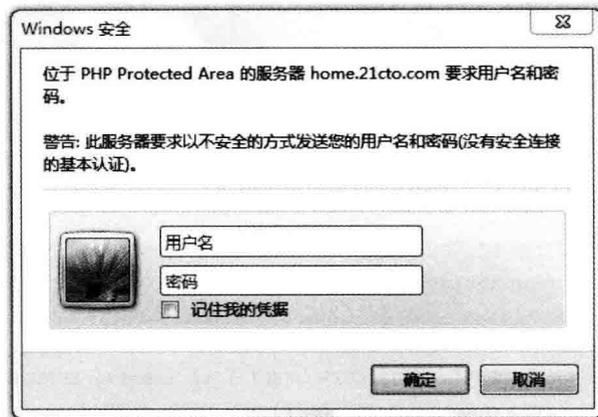 Windows 安全
位于 PHP Protected Area 的服务器 home.21cto.com 要求用户名和密
码。
警告: 此服务器要求以不安全的方式发送您的用户名和密码(没有安全连接
的基本认证)。
用户名
密码
记住我的凭据
确定
取消